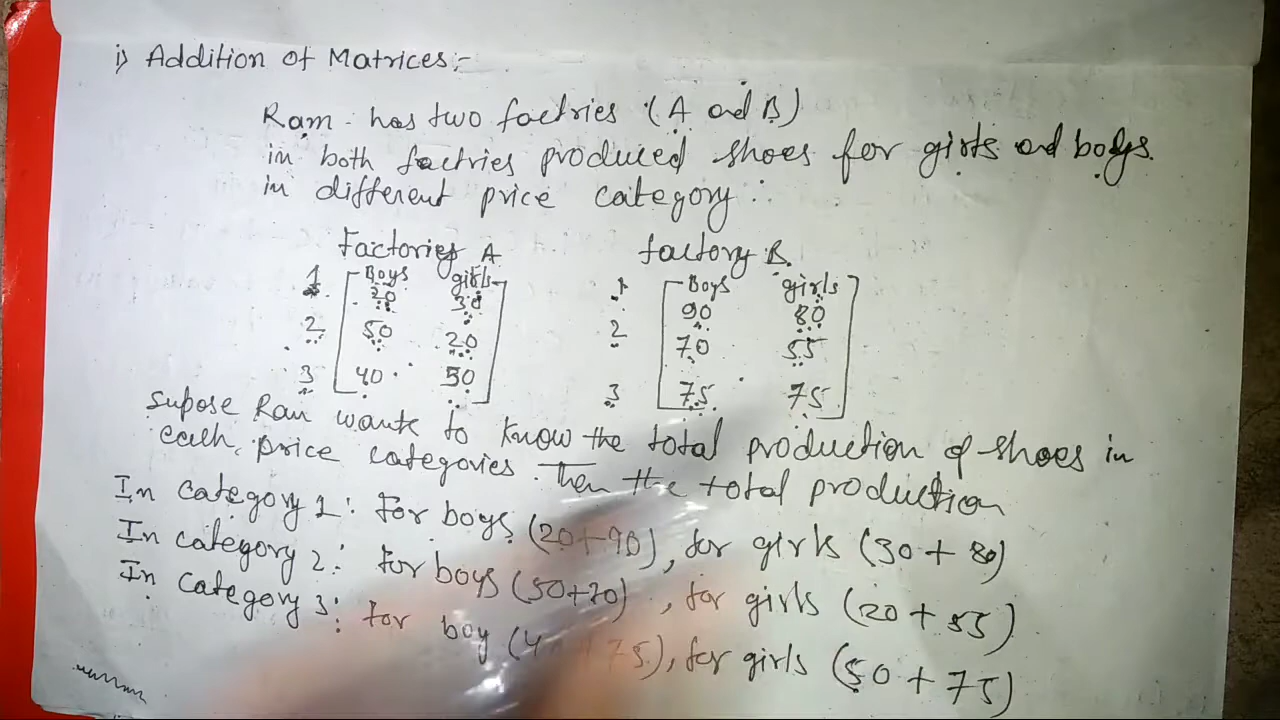 i) Addition of Matrices:-
Ram has two factries (A and B)
in both factries produced shoes for girls and boys.
in different price category:
Factories A factory B
Boys girls Boys girls
1 20 30 1 90 80
2 50 20 2 70 55
3 40 50 3 75 75
Supose Ram wants to know the total production of shoes in
each price categories. Then the total production
In category 1: For boys (20+90), for girls (30 + 80)
In category 2: For boys (50+70), for girls (20 + 55)
In category 3: For boy (4 + 75), for girls (50 + 75)